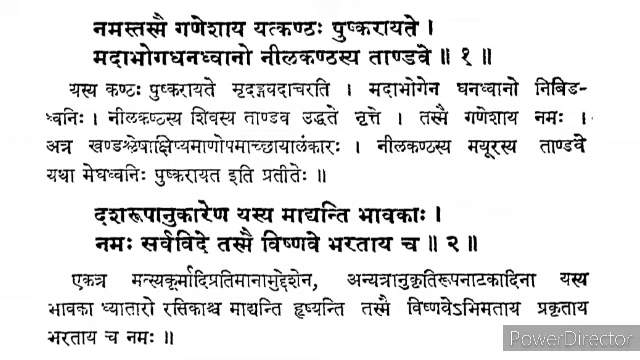 नमस्तस्मै गणेशाय यत्कण्ठः पुष्करायते ।
मदाभोगघनध्वानो नीलकण्ठस्य ताण्डवे ॥ १ ॥
यस्य कण्ठः पुष्करायते मृदङ्गवदाचरति । मदाभोगेन घनध्वानो निबिड-
ध्वनिः । नीलकण्ठस्य शिवस्य ताण्डव उद्धते नृत्ते । तस्मै गणेशाय नमः ।
अत्र खण्डश्लेषाक्षिप्यमाणोपमाच्छायालंकारः । नीलकण्ठस्य मयूरस्य ताण्डवे
यथा मेघध्वनिः पुष्करायत इति प्रतीतेः ॥
दशरूपानुकारेण यस्य माद्यन्ति भावकाः ।
नमः सर्वविदे तस्मै विष्णवे भरताय च ॥ २ ॥
एकत्र मत्स्यकूर्मादिप्रतिमानामुद्देशेन, अन्यत्रानुकृतिरूपनाटकादिना यस्य
भावका ध्यातारो रसिकाश्च माद्यन्ति हृष्यन्ति तस्मै विष्णवेऽभिमताय प्रकृताय
भरताय च नमः ॥
PowerDirector